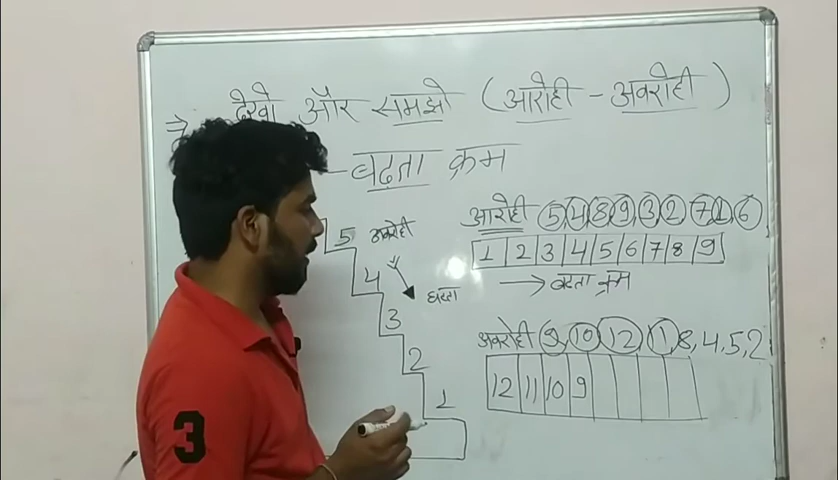 देखो और समझो (आरोही - अवरोही)
- बढ़ता क्रम
आरोही 5 4 8 9 3 2 7 1 6
1 2 3 4 5 6 7 8 9
→ बढता क्रम
5 अवरोही
4 घटता
3
2
1
अवरोही 9, 10, 12, 11, 8, 4, 5, 2
12 11 10 9
3